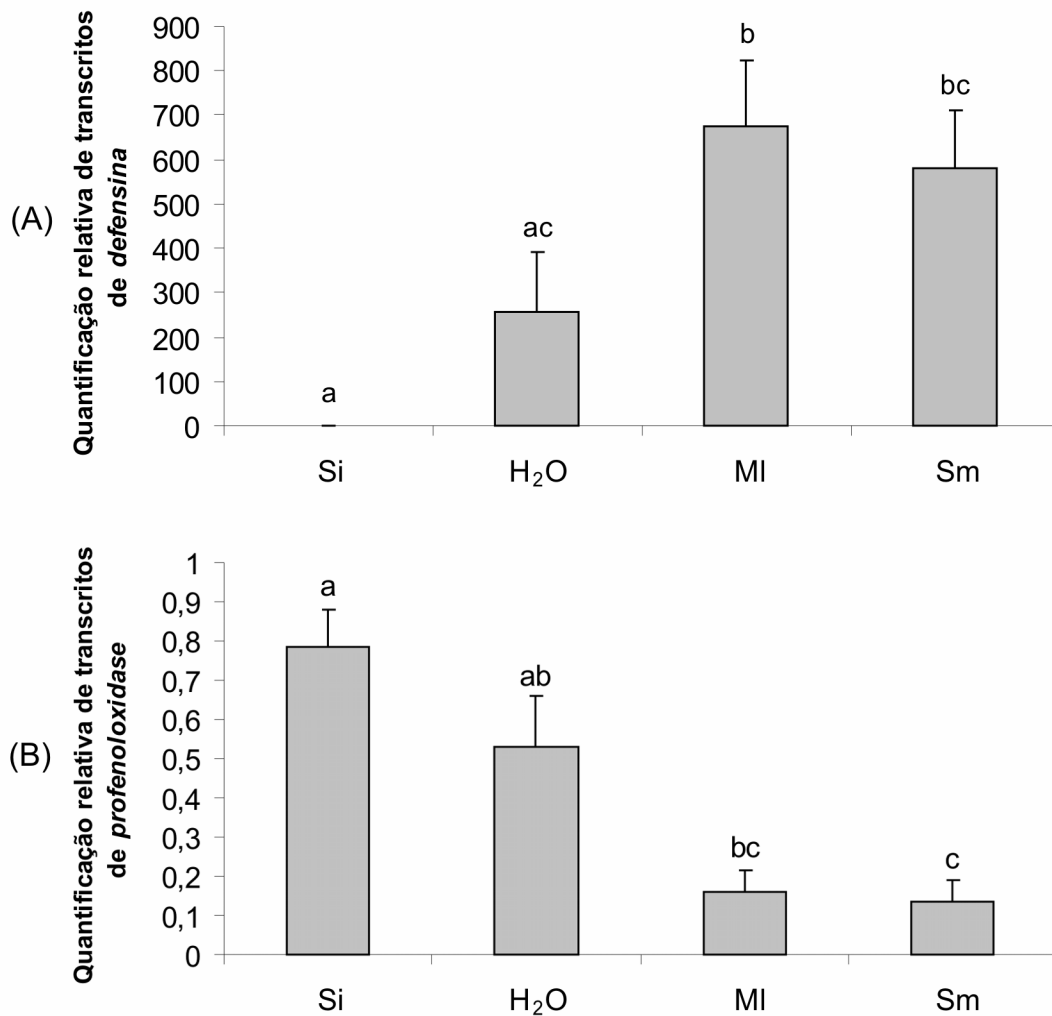 (A)
Quantificação relativa de transcritos
de defensina
900
800
700
600
500
400
300
200
100
0
a
ac
b
bc
Si
H₂O
Ml
Sm
(B)
Quantificação relativa de transcritos
de profenoloxidase
1
0,9
0,8
0,7
0,6
0,5
0,4
0,3
0,2
0,1
0
a
ab
bc
c
Si
H₂O
Ml
Sm